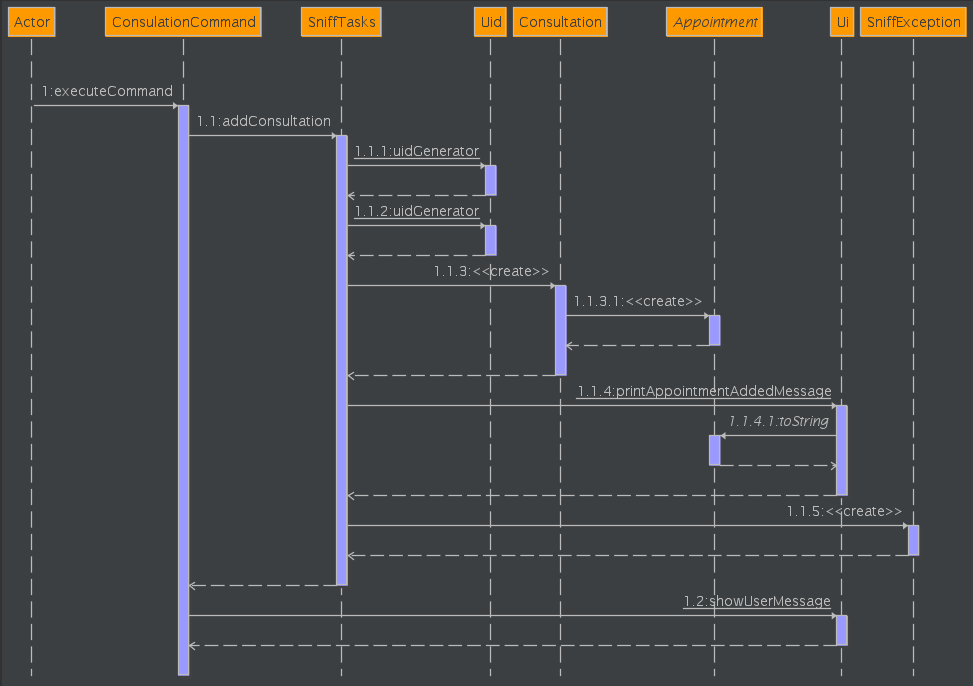 Actor
ConsulationCommand
SniffTasks
Uid
Consultation
Appointment
Ui
SniffException
1:executeCommand
1.1:addConsultation
1.1.1:uidGenerator
1.1.2:uidGenerator
1.1.3:<<create>>
1.1.3.1:<<create>>
1.1.4:printAppointmentAddedMessage
1.1.4.1:toString
1.1.5:<<create>>
1.2:showUserMessage